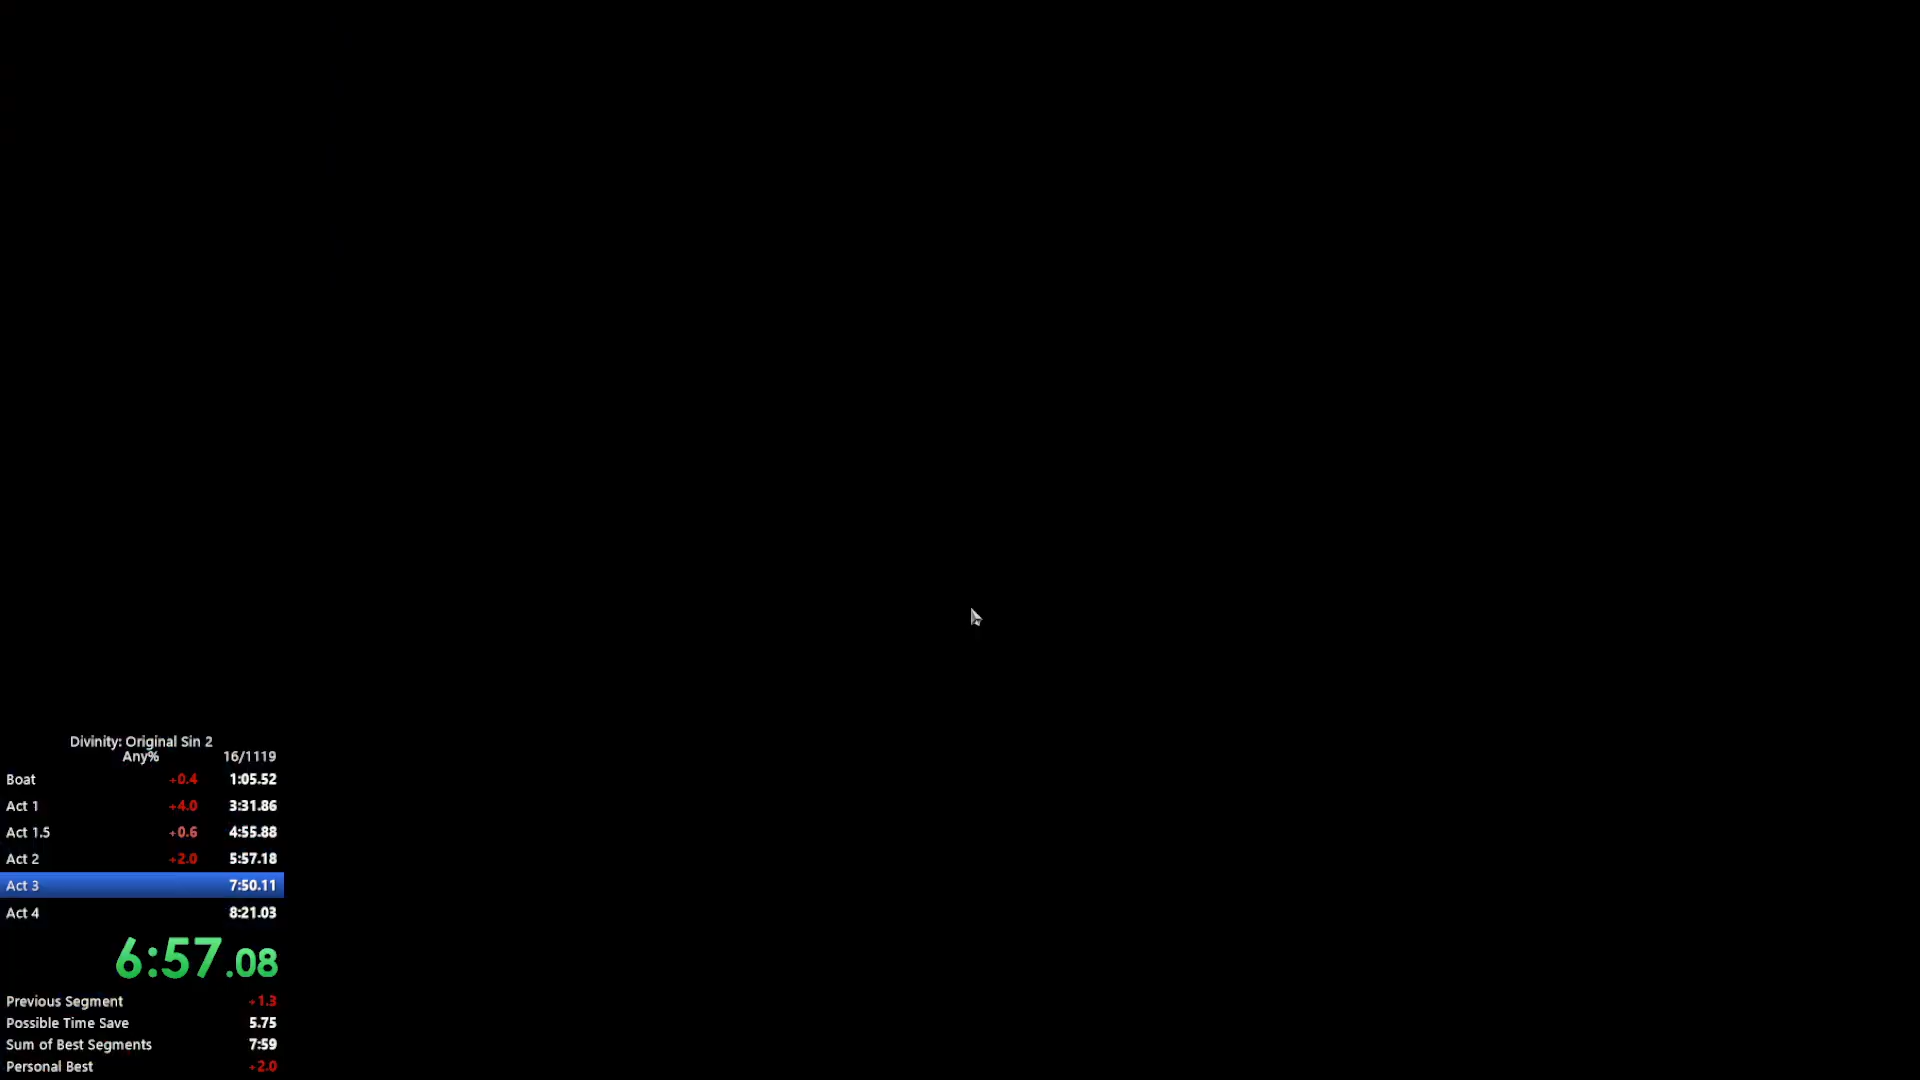 Divinity: Original Sin 2
Any% 16/1119
Boat +0.4 1:05.52
Act 1 +4.0 3:31.86
Act 1.5 +0.6 4:55.88
Act 2 +2.0 5:57.18
Act 3 7:50.11
Act 4 8:21.03
6:57.08
Previous Segment +1.3
Possible Time Save 5.75
Sum of Best Segments 7:59
Personal Best +2.0